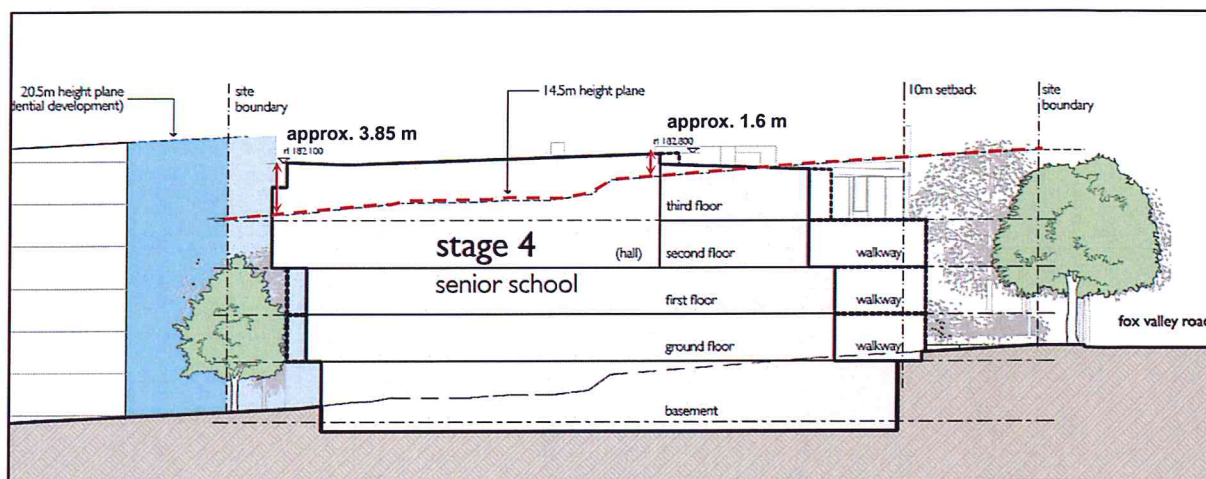 20.5m height plane
dential development)
site
boundary
approx. 3.85 m
rl 182.100
14.5m height plane
approx. 1.6 m
rl 182.800
10m setback
site
boundary
third floor
stage 4
(hall)
second floor
walkway
senior school
first floor
walkway
fox valley road
ground floor
walkway
basement